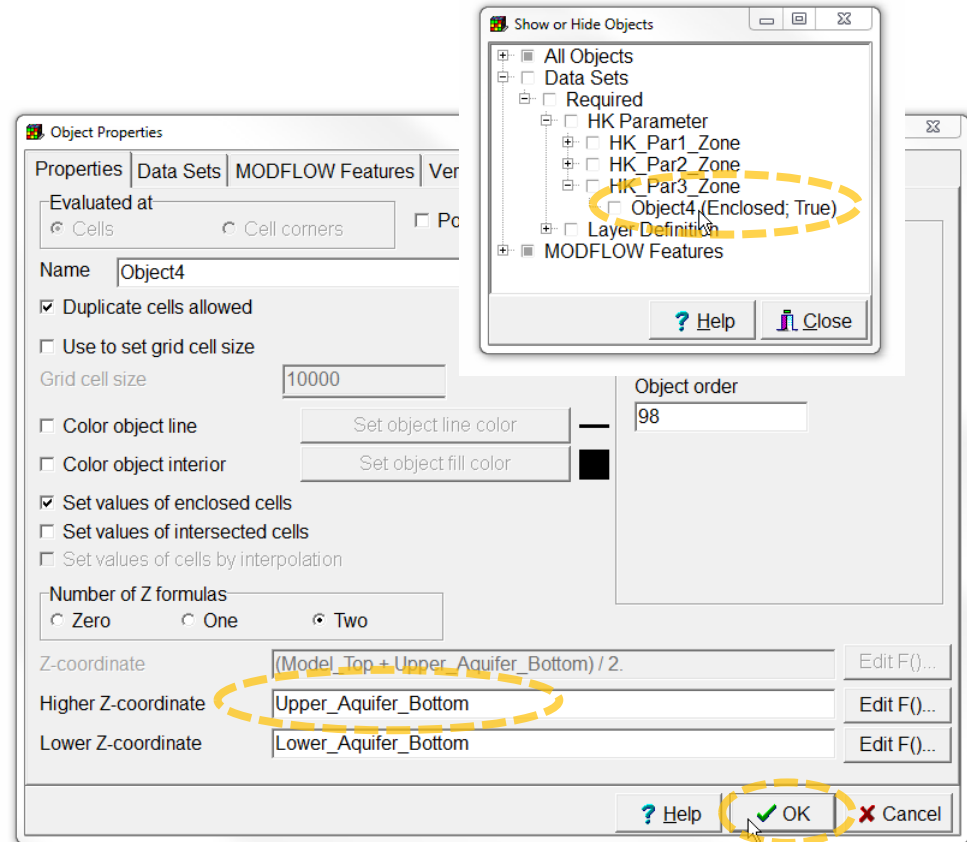 Show or Hide Objects
All Objects
Data Sets
Required
HK Parameter
HK_Par1_Zone
HK_Par2_Zone
HK_Par3_Zone
Object4 (Enclosed; True)
Layer Definition
MODFLOW Features
? Help
Close
Object Properties
Properties Data Sets MODFLOW Features Ver
Evaluated at
Cells Cell corners
Po
Name Object4
Duplicate cells allowed
Use to set grid cell size
Grid cell size 10000
Object order
98
Color object line Set object line color
Color object interior Set object fill color
Set values of enclosed cells
Set values of intersected cells
Set values of cells by interpolation
Number of Z formulas
Zero One Two
Z-coordinate (Model_Top + Upper_Aquifer_Bottom) / 2. Edit F()...
Higher Z-coordinate Upper_Aquifer_Bottom Edit F()...
Lower Z-coordinate Lower_Aquifer_Bottom Edit F()...
? Help OK Cancel